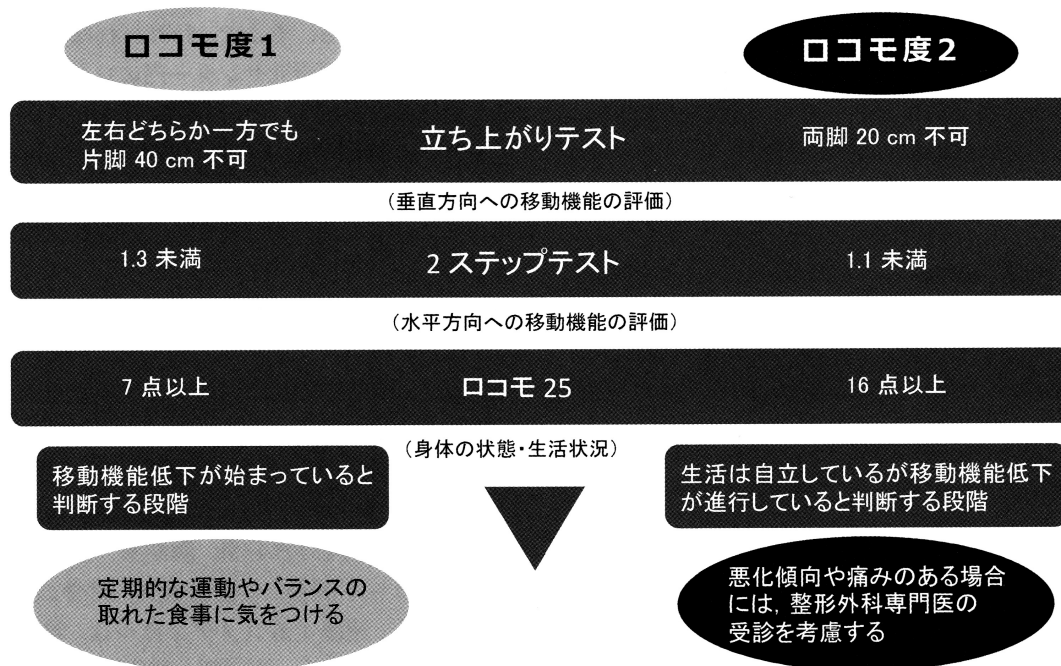 ロコモ度1
ロコモ度2
左右どちらか一方でも
片脚 40 cm 不可
立ち上がりテスト
両脚 20 cm 不可
(垂直方向への移動機能の評価)
1.3 未満
2 ステップテスト
1.1 未満
(水平方向への移動機能の評価)
7 点以上
ロコモ 25
16 点以上
(身体の状態・生活状況)
移動機能低下が始まっていると
判断する段階
生活は自立しているが移動機能低下
が進行していると判断する段階
定期的な運動やバランスの
取れた食事に気をつける
悪化傾向や痛みのある場合
には, 整形外科専門医の
受診を考慮する